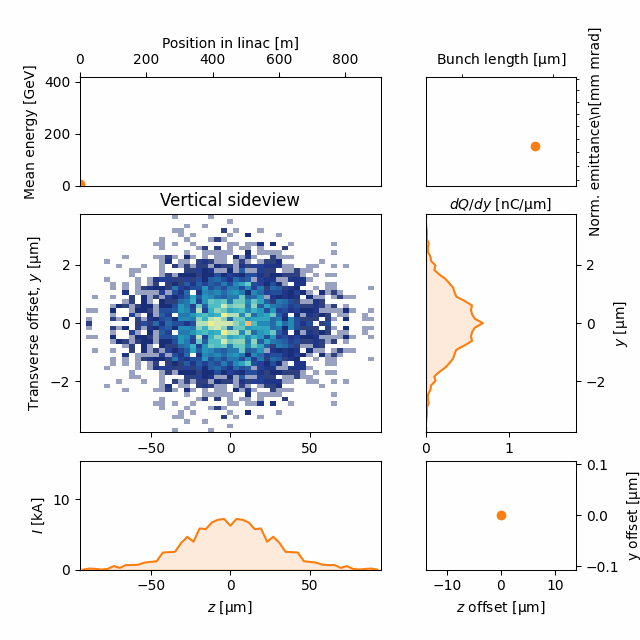 Position in linac [m]
0 200 400 600 800
Mean energy [GeV]
400
200
0
Bunch length [µm]
Norm. emittance\n[mm mrad]
Vertical sideview
Transverse offset, y [µm]
2
0
−2
−50 0 50
dQ/dy [nC/µm]
2
0
−2
y [µm]
0 1
I [kA]
10
0
−50 0 50
z [µm]
0.1
0.0
−0.1
y offset [µm]
−10 0 10
z offset [µm]